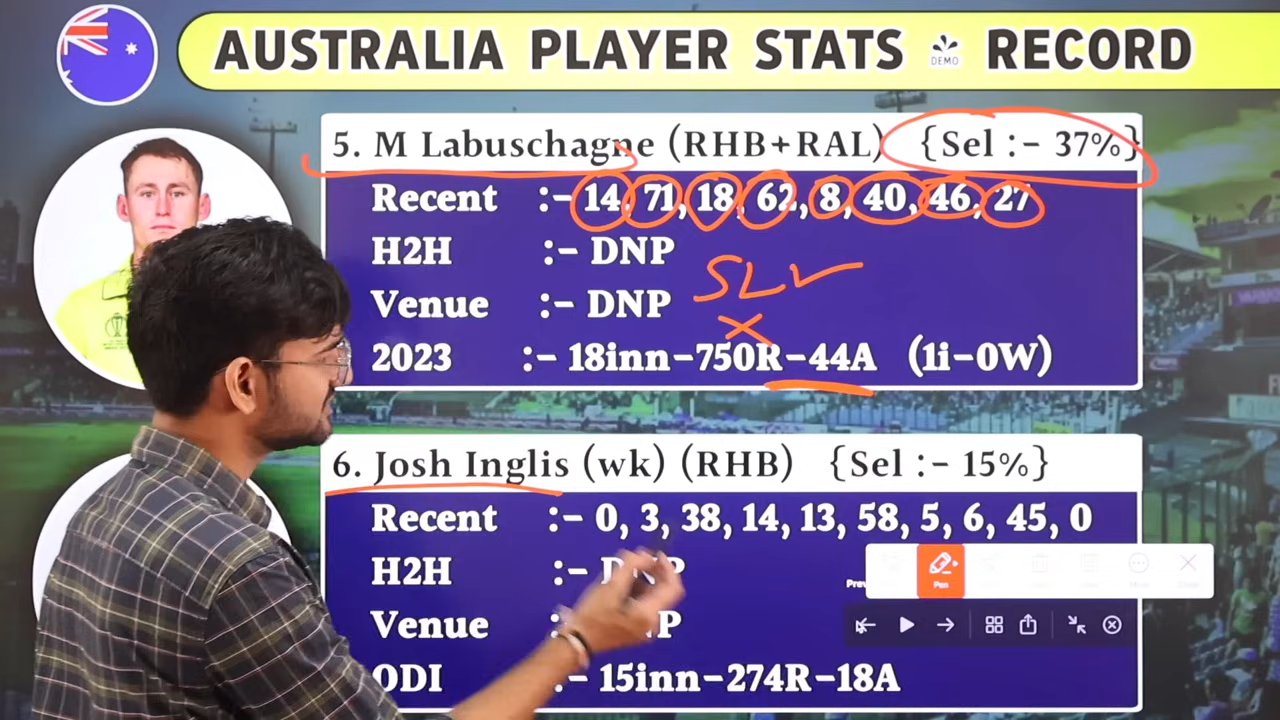 AUSTRALIA PLAYER STATS & RECORD
DEMO
5. M Labuschagne (RHB+RAL) {Sel :- 37%}
Recent :- 14, 71, 18, 62, 8, 40, 46, 27
H2H :- DNP
Venue :- DNP
SLV
2023 :- 18inn-750R-44A (1i-0W)
6. Josh Inglis (wk) (RHB) {Sel :- 15%}
Recent :- 0, 3, 38, 14, 13, 58, 5, 6, 45, 0
H2H :- DNP
Pen
Venue
ODI :- 15inn-274R-18A